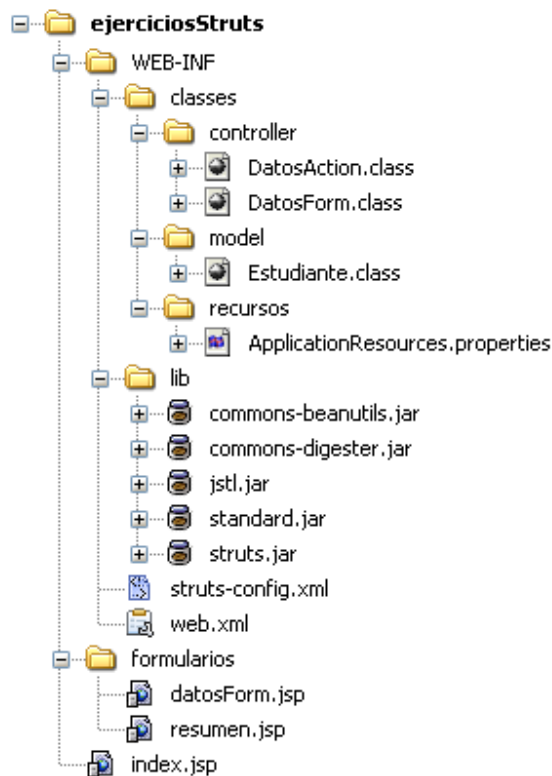 ejerciciosStruts
WEB-INF
classes
controller
DatosAction.class
DatosForm.class
model
Estudiante.class
recursos
ApplicationResources.properties
lib
commons-beanutils.jar
commons-digester.jar
jstl.jar
standard.jar
struts.jar
struts-config.xml
web.xml
formularios
datosForm.jsp
resumen.jsp
index.jsp